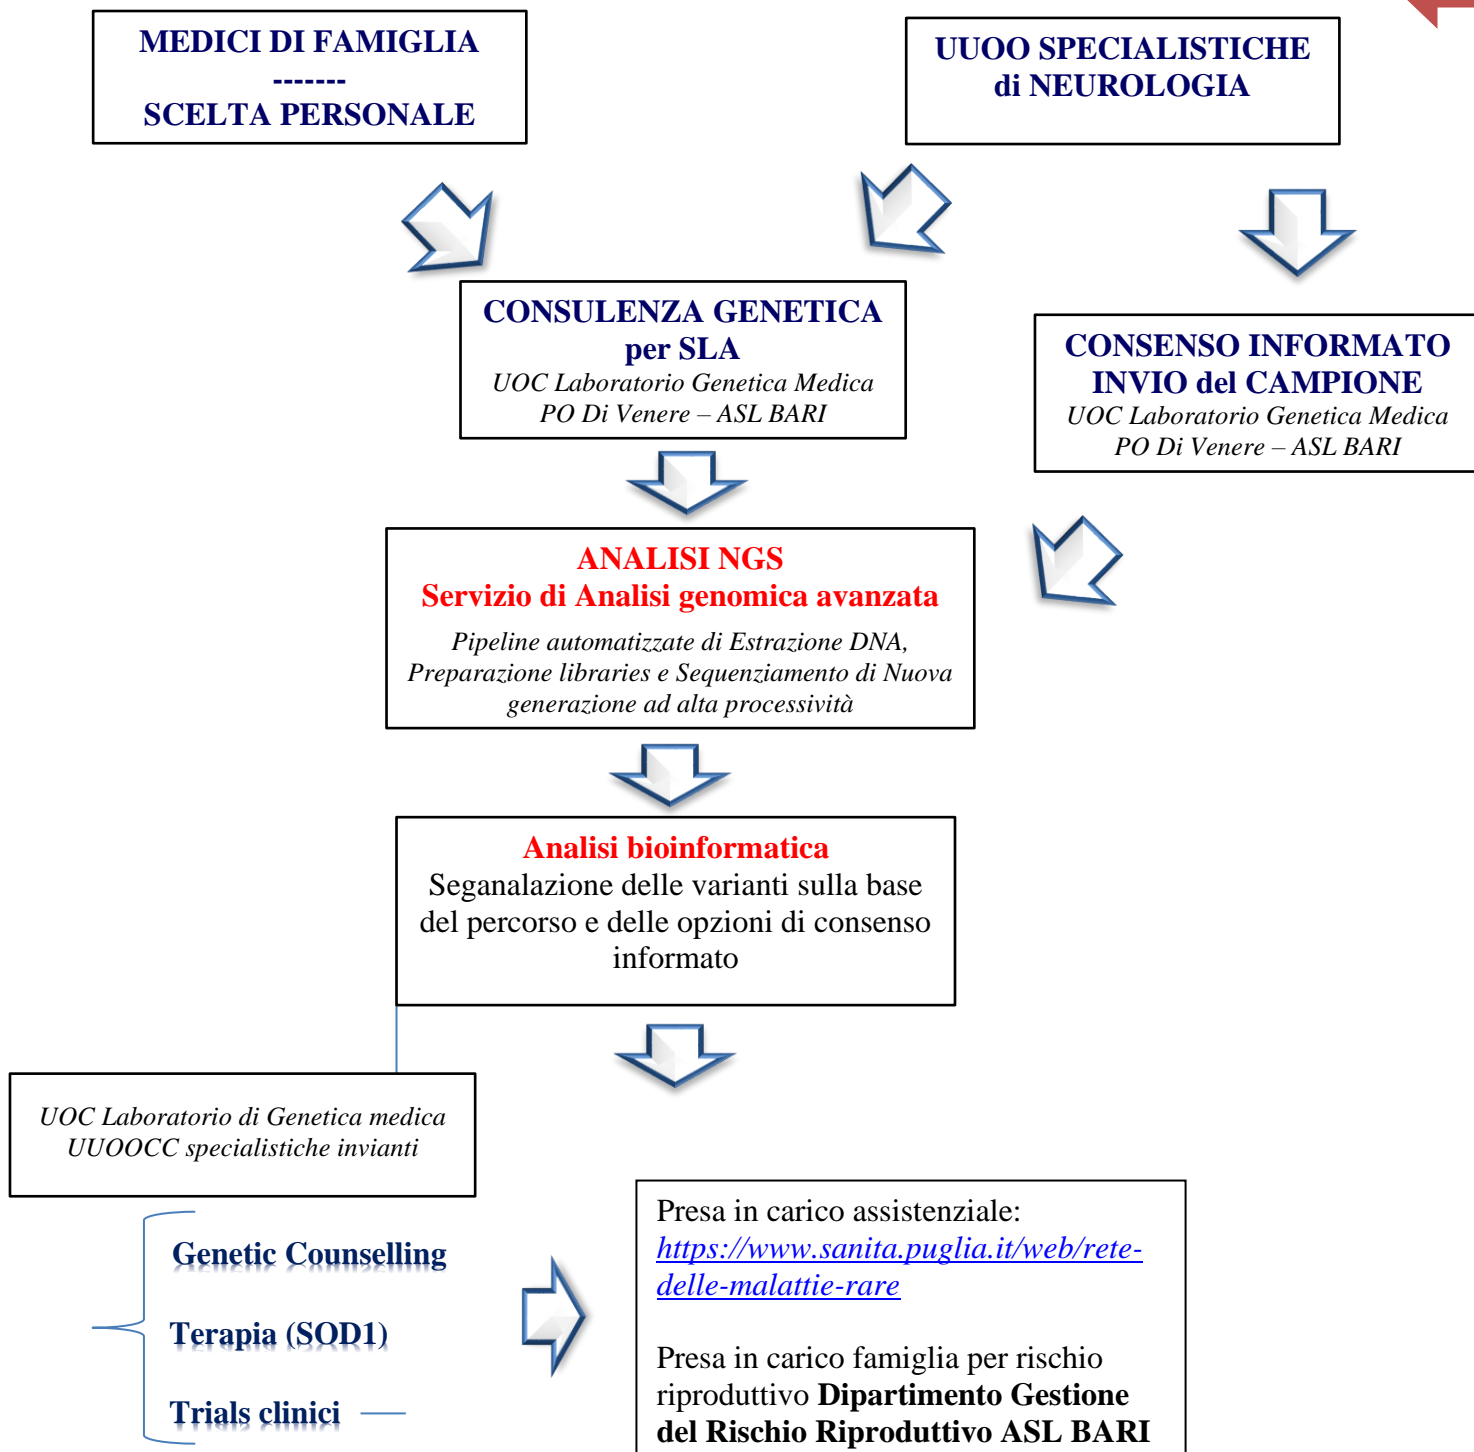 MEDICI DI FAMIGLIA
-------
SCELTA PERSONALE
UUOO SPECIALISTICHE
di NEUROLOGIA
CONSULENZA GENETICA
per SLA
UOC Laboratorio Genetica Medica
PO Di Venere – ASL BARI
CONSENSO INFORMATO
INVIO del CAMPIONE
UOC Laboratorio Genetica Medica
PO Di Venere – ASL BARI
ANALISI NGS
Servizio di Analisi genomica avanzata
Pipeline automatizzate di Estrazione DNA,
Preparazione libraries e Sequenziamento di Nuova
generazione ad alta processività
Analisi bioinformatica
Seganalazione delle varianti sulla base
del percorso e delle opzioni di consenso
informato
UOC Laboratorio di Genetica medica
UUOOCC specialistiche invianti
Genetic Counselling
Terapia (SOD1)
Trials clinici
Presa in carico assistenziale:
https://www.sanita.puglia.it/web/rete-
delle-malattie-rare
Presa in carico famiglia per rischio
riproduttivo Dipartimento Gestione
del Rischio Riproduttivo ASL BARI